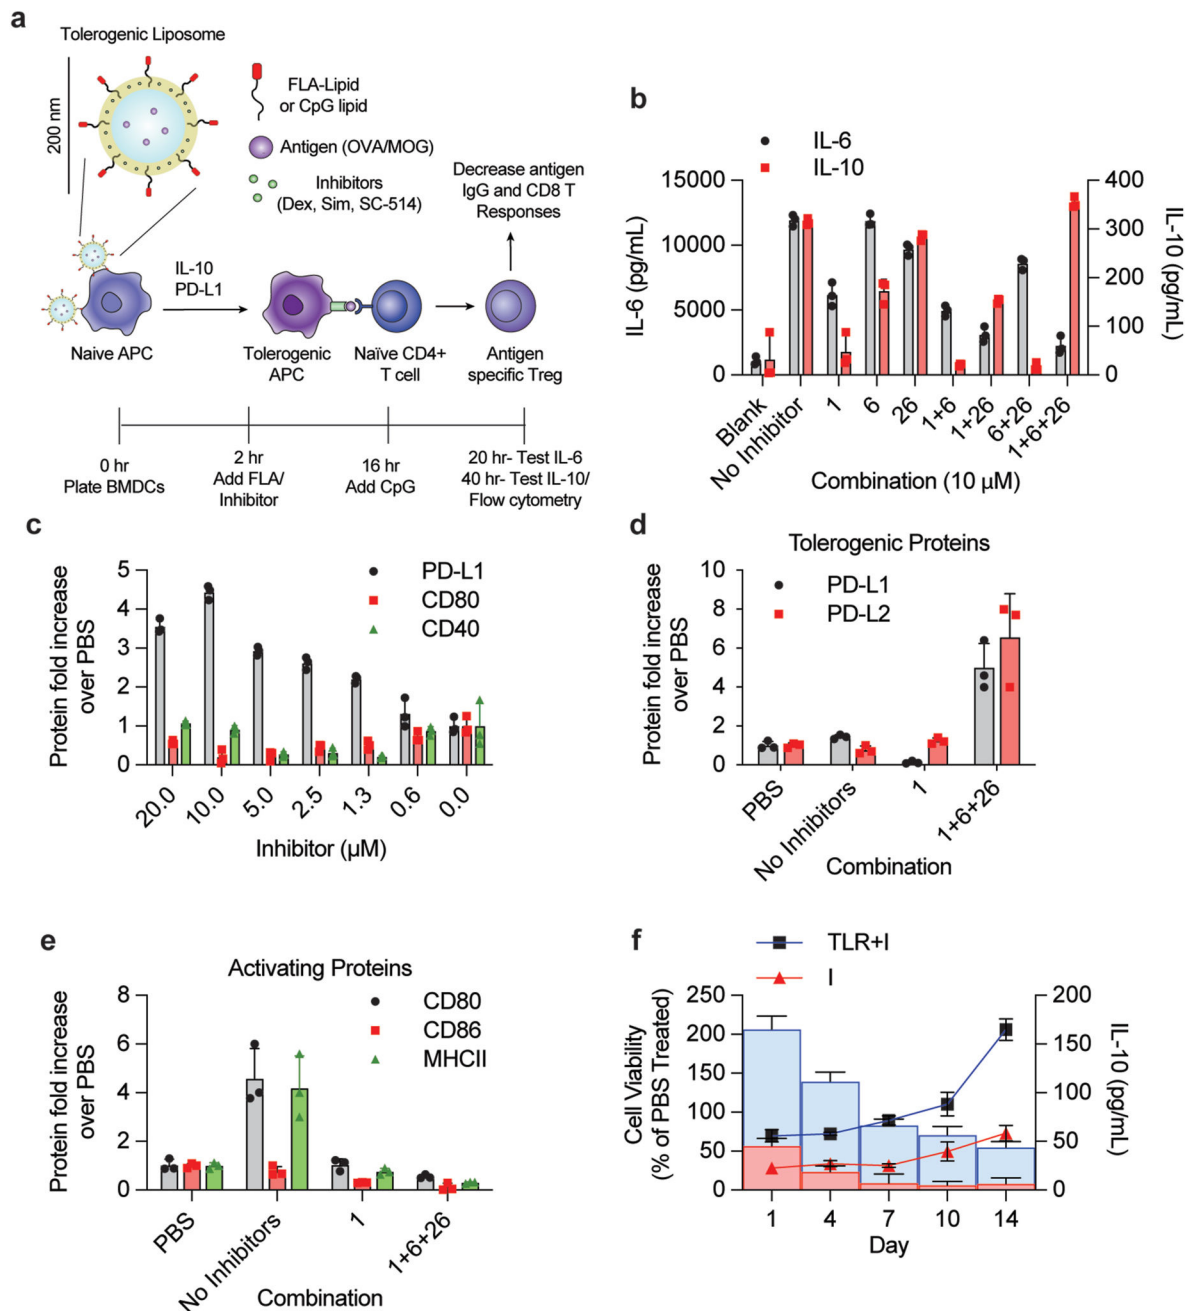 a
Tolerogenic Liposome
200 nm
FLA-Lipid
or CpG lipid
Antigen (OVA/MOG)
Inhibitors
(Dex, Sim, SC-514)
Decrease antigen
IgG and CD8 T
Responses
IL-10
PD-L1
Naive APC
Tolerogenic
APC
Naïve CD4+
T cell
Antigen
specific Treg
0 hr
Plate BMDCs
2 hr
Add FLA/
Inhibitor
16 hr
Add CpG
20 hr- Test IL-6
40 hr- Test IL-10/
Flow cytometry
b
IL-6
IL-10
IL-6 (pg/mL)
15000
10000
5000
0
400
300
200
100
0
IL-10 (pg/mL)
Blank
No Inhibitor
1
6
26
1+6
1+26
6+26
1+6+26
Combination (10 µM)
c
PD-L1
CD80
CD40
Protein fold increase
over PBS
5
4
3
2
1
0
20.0
10.0
5.0
2.5
1.3
0.6
0.0
Inhibitor (µM)
d
Tolerogenic Proteins
PD-L1
PD-L2
Protein fold increase
over PBS
10
8
6
4
2
0
PBS
No Inhibitors
1
1+6+26
Combination
e
Activating Proteins
CD80
CD86
MHCII
Protein fold increase
over PBS
8
6
4
2
0
PBS
No Inhibitors
1
1+6+26
Combination
f
TLR+I
I
Cell Viability
(% of PBS Treated)
250
200
150
100
50
0
200
150
100
50
0
IL-10 (pg/mL)
1
4
7
10
14
Day